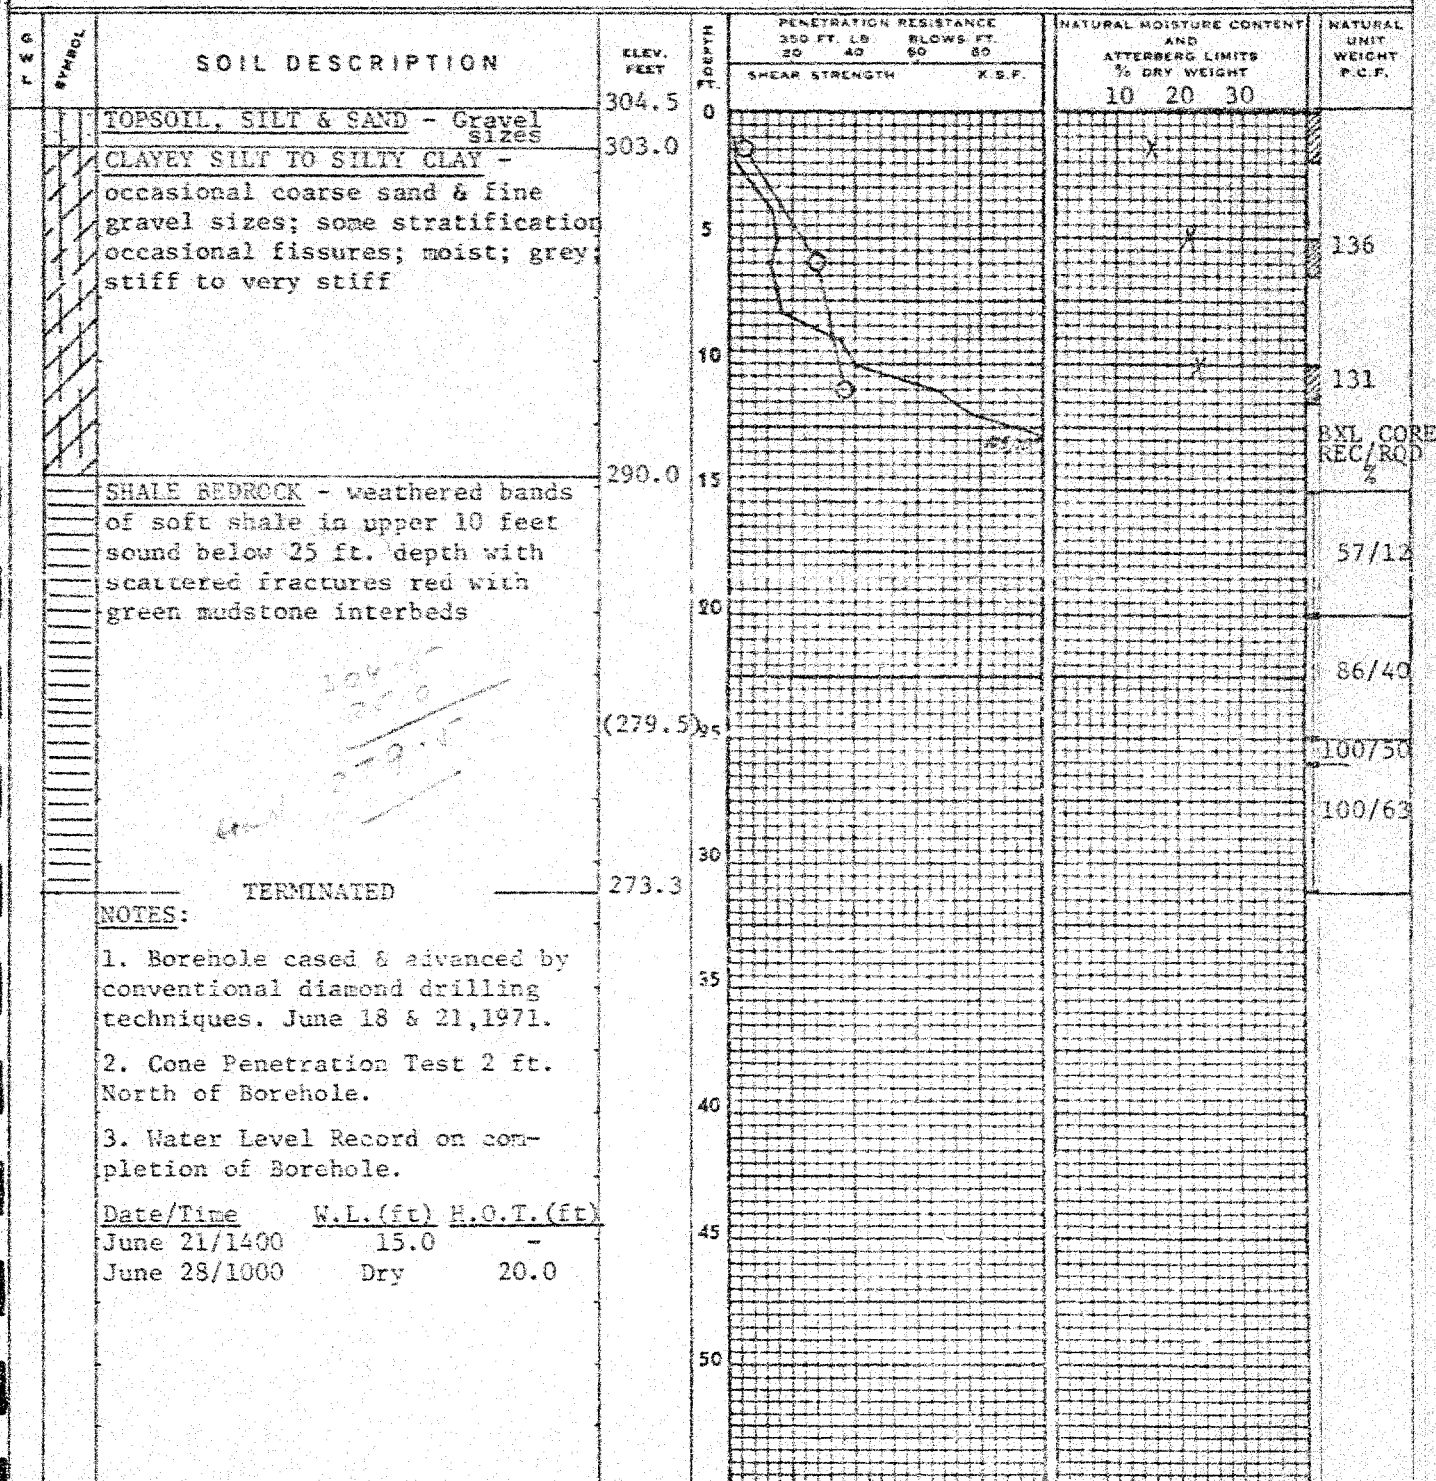 GWL
SYMBOL
SOIL DESCRIPTION
ELEV.
FEET
DEPTH
FT.
PENETRATION RESISTANCE
350 FT. LB BLOWS FT.
20 40 60 80
SHEAR STRENGTH K.S.F.
NATURAL MOISTURE CONTENT
AND
ATTERBERG LIMITS
% DRY WEIGHT
10 20 30
NATURAL
UNIT
WEIGHT
P.C.F.
304.5
0
TOPSOIL, SILT & SAND - Gravel
sizes
303.0
CLAYEY SILT TO SILTY CLAY -
occasional coarse sand & fine
gravel sizes; some stratification
occasional fissures; moist; grey;
stiff to very stiff
5
136
10
131
BXL CORE
REC/RQD
%
290.0
15
SHALE BEDROCK - weathered bands
of soft shale in upper 10 feet
sound below 25 ft. depth with
scattered fractures red with
green mudstone interbeds
57/12
20
86/40
304.5
25.0
279.5
(279.5)
25
100/50
100/63
30
TERMINATED
273.3
NOTES:
1. Borehole cased & advanced by
conventional diamond drilling
techniques. June 18 & 21,1971.
35
2. Cone Penetration Test 2 ft.
North of Borehole.
40
3. Water Level Record on com-
pletion of Borehole.
Date/Time W.L.(ft) H.O.T.(ft)
June 21/1400 15.0 -
June 28/1000 Dry 20.0
45
50